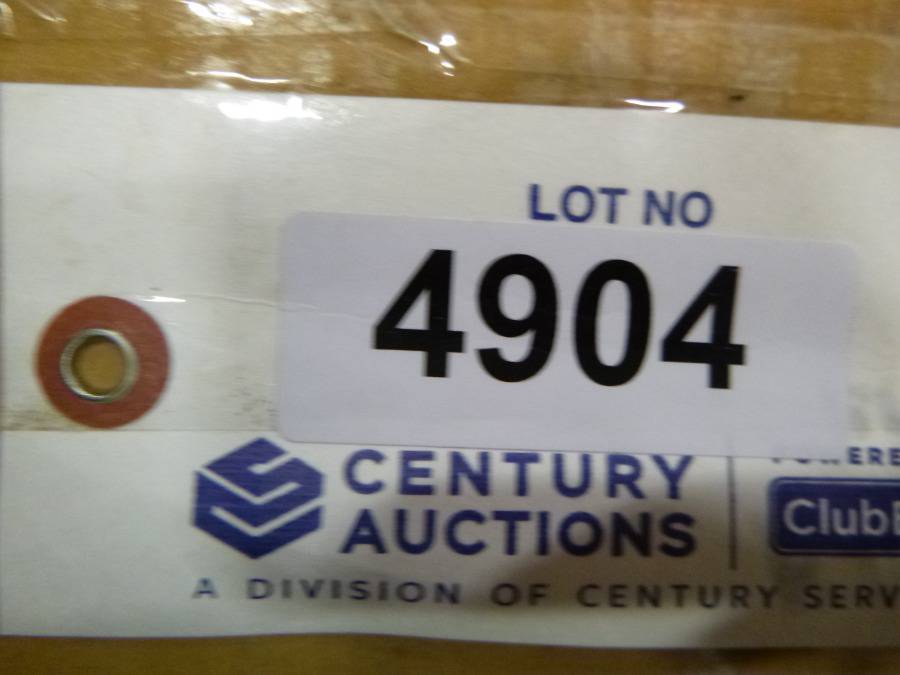 LOT NO
4904
CENTURY
AUCTIONS
A DIVISION OF CENTURY